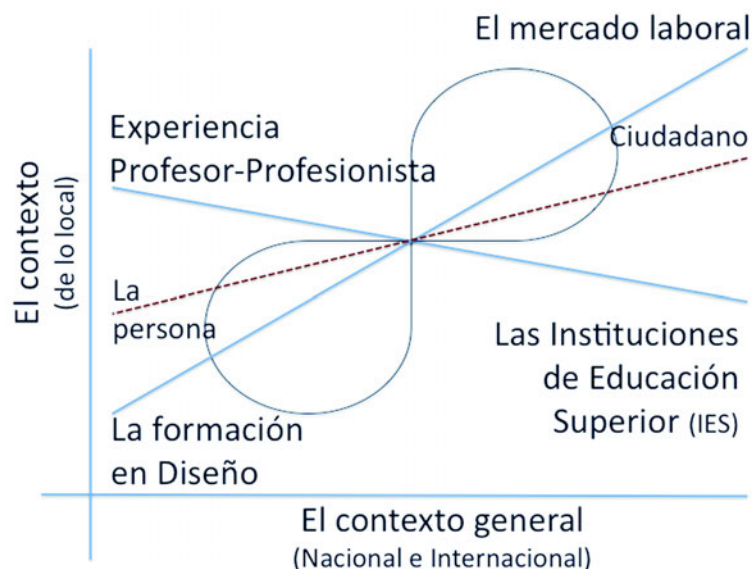 El mercado laboral
Experiencia
Profesor-Profesionista
Ciudadano
El contexto
(de lo local)
La
persona
Las Instituciones
de Educación
Superior (IES)
La formación
en Diseño
El contexto general
(Nacional e Internacional)